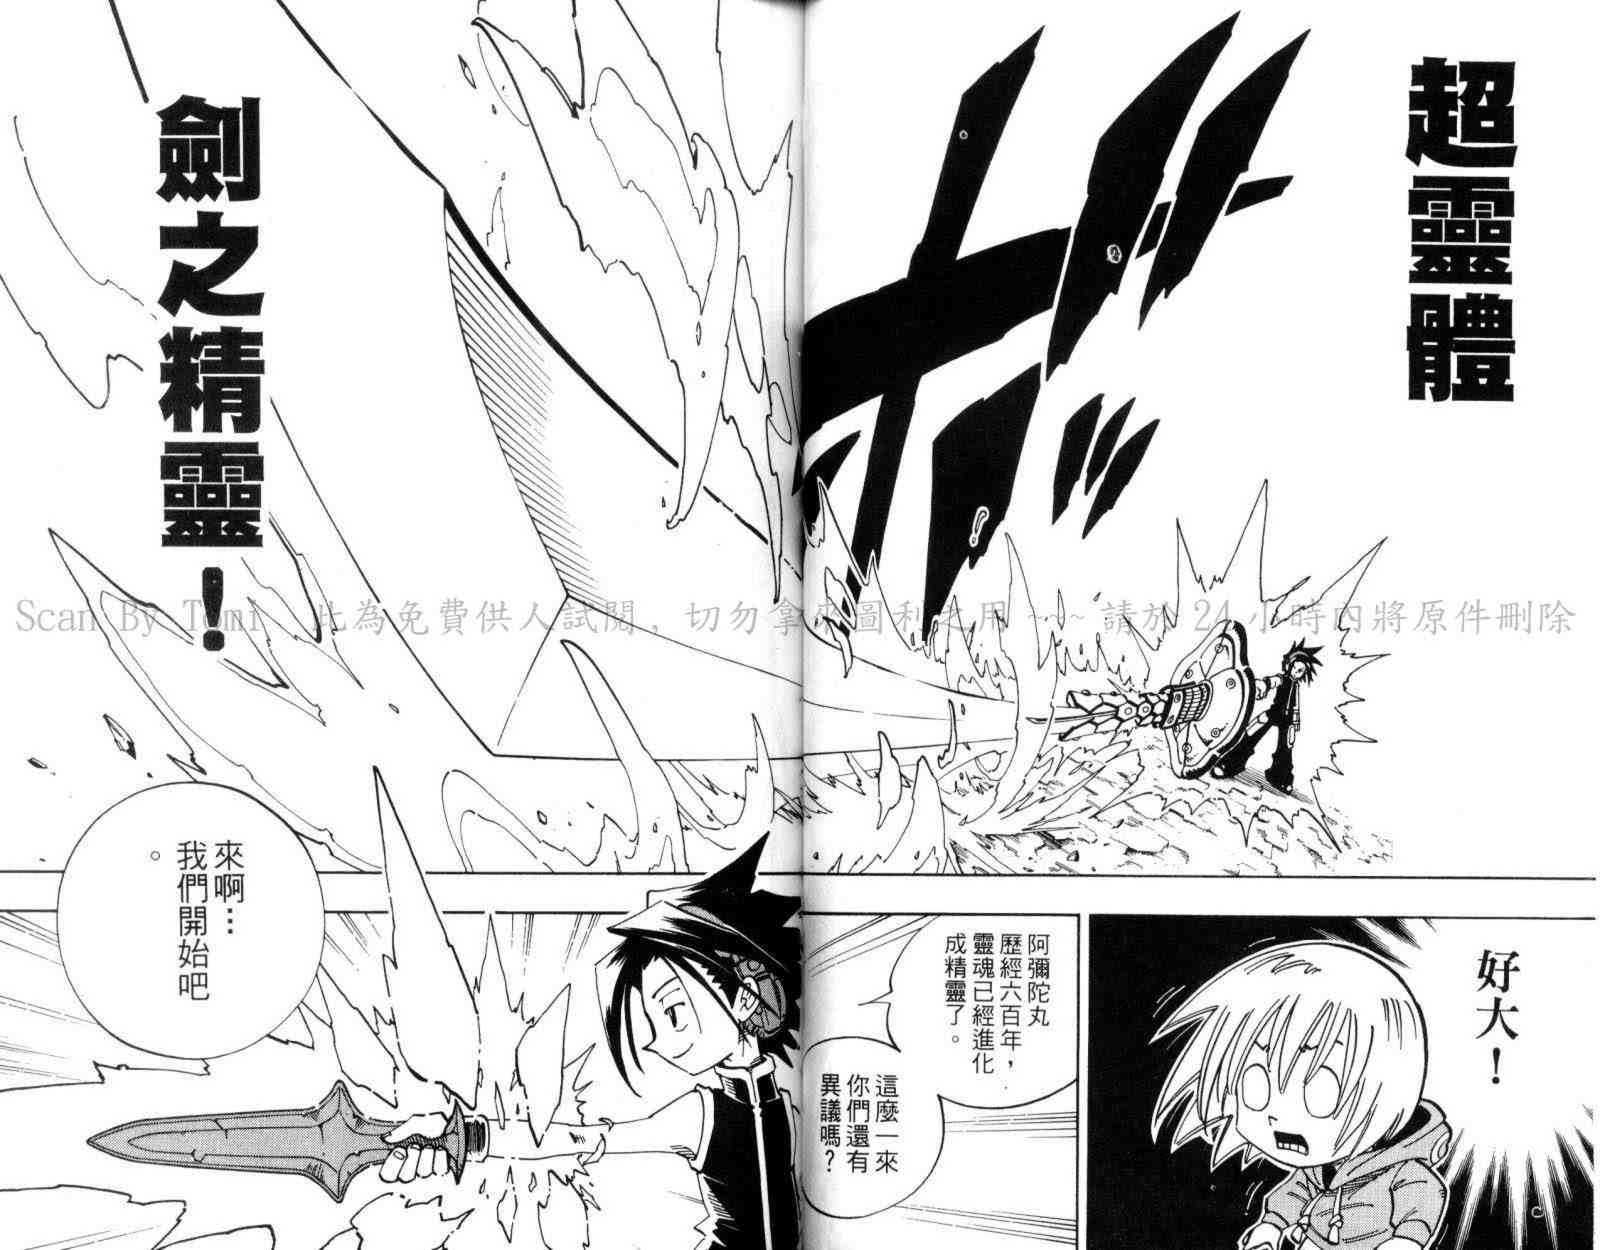 超靈體
劍之精靈！
Scan By Tomi 此為免費供人試閱，切勿拿來圖利之用~~~請於24小時內將原件刪除
好大！
阿彌陀丸
歷經六百年，
靈魂已經進化
成精靈了。
這麼一來
你們還有
異議嗎？
來啊…
我們開始吧
。